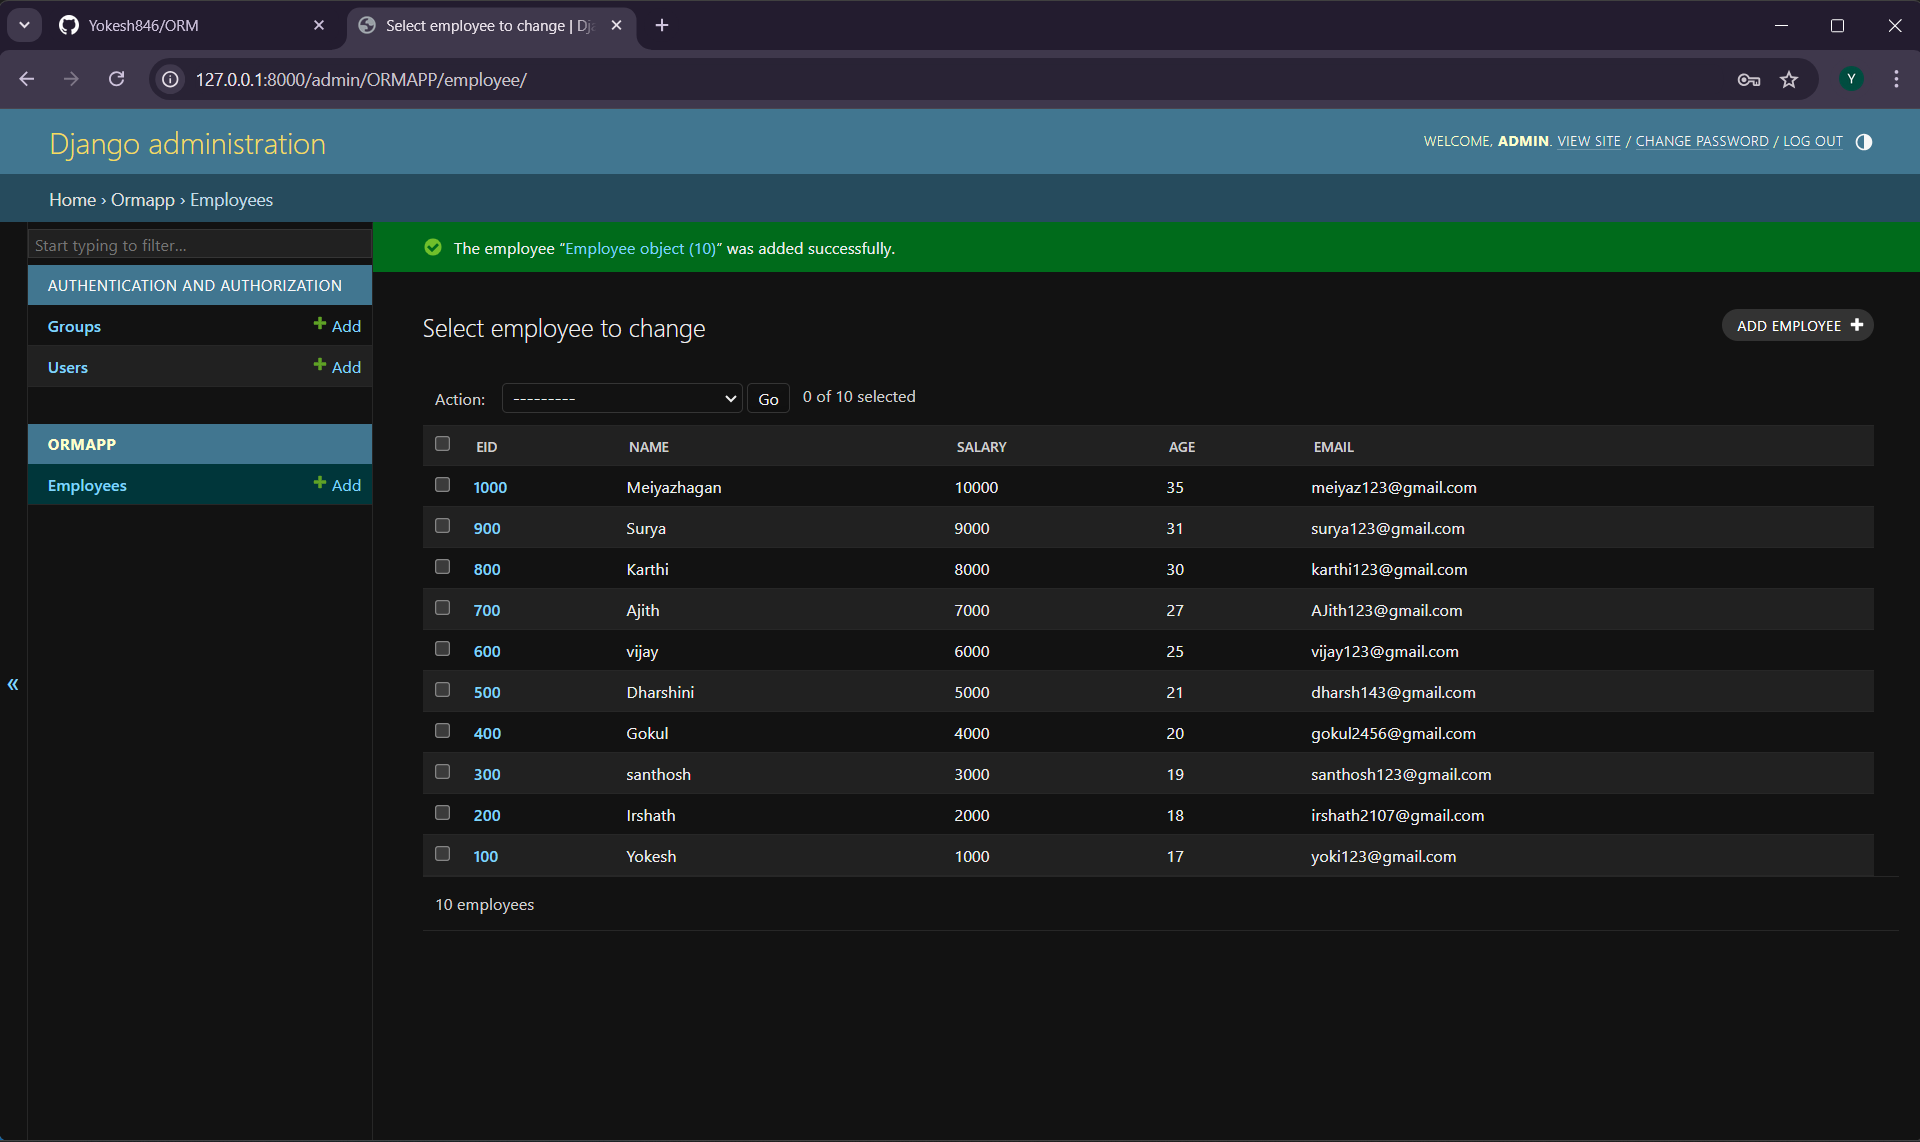 Yokesh846/ORM
Select employee to change | Dj
127.0.0.1:8000/admin/ORMAPP/employee/
Y
Django administration
WELCOME, ADMIN. VIEW SITE / CHANGE PASSWORD / LOG OUT
Home › Ormapp › Employees
Start typing to filter...
AUTHENTICATION AND AUTHORIZATION
Groups + Add
Users + Add
ORMAPP
Employees + Add
«
The employee “Employee object (10)” was added successfully.
Select employee to change
ADD EMPLOYEE +
Action: --------- Go 0 of 10 selected
EID NAME SALARY AGE EMAIL
1000 Meiyazhagan 10000 35 meiyaz123@gmail.com
900 Surya 9000 31 surya123@gmail.com
800 Karthi 8000 30 karthi123@gmail.com
700 Ajith 7000 27 AJith123@gmail.com
600 vijay 6000 25 vijay123@gmail.com
500 Dharshini 5000 21 dharsh143@gmail.com
400 Gokul 4000 20 gokul2456@gmail.com
300 santhosh 3000 19 santhosh123@gmail.com
200 Irshath 2000 18 irshath2107@gmail.com
100 Yokesh 1000 17 yoki123@gmail.com
10 employees